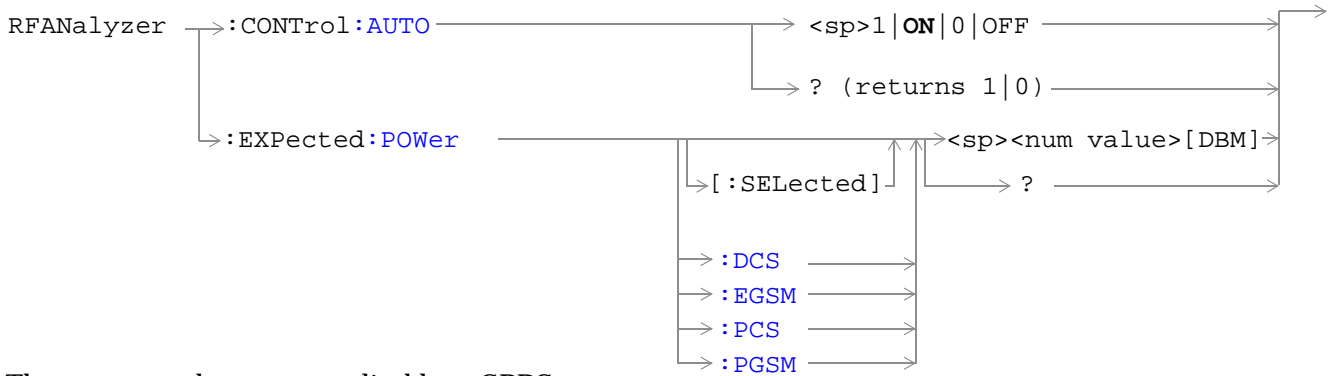 RFANalyzer :CONTrol:AUTO <sp>1|ON|0|OFF
? (returns 1|0)
:EXPected:POWer <sp><num value>[DBM]
[:SELected] ?
:DCS
:EGSM
:PCS
:PGSM